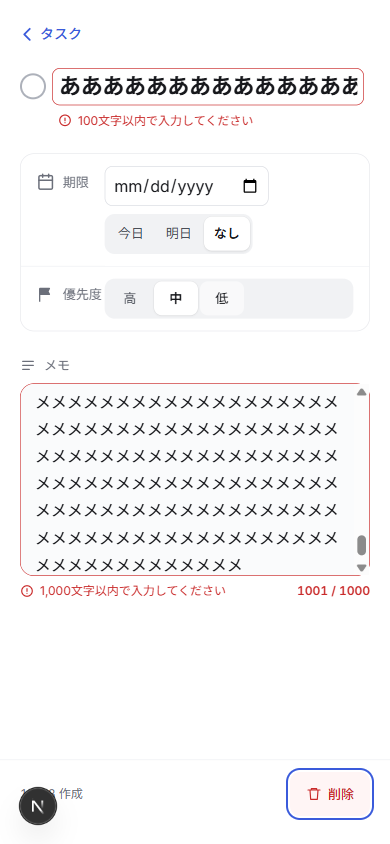 タスク
ああああああああああああああ
100文字以内で入力してください
期限
mm/dd/yyyy
今日 明日 なし
優先度
高 中 低
メモ
メメメメメメメメメメメメメメメメメメメ
メメメメメメメメメメメメメメメメメメメ
メメメメメメメメメメメメメメメメメメメ
メメメメメメメメメメメメメメメメメメメ
メメメメメメメメメメメメメメメメメメメ
メメメメメメメメメメメメメメメメメメメ
メメメメメメメメメメメメメ
1,000文字以内で入力してください 1001 / 1000
作成 削除
N